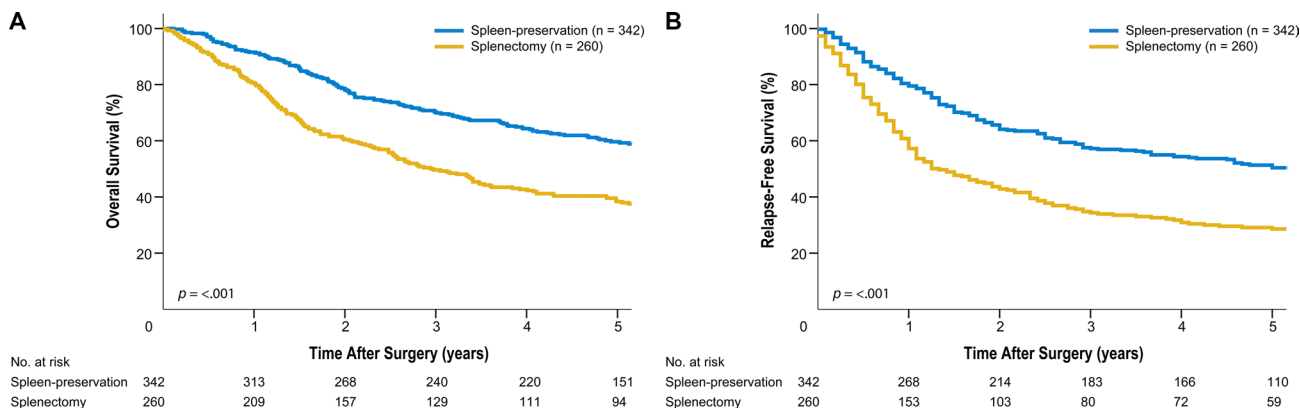 A
Overall Survival (%)
100
80
60
40
20
0
Spleen-preservation (n = 342)
Splenectomy (n = 260)
p = <.001
1 2 3 4 5
Time After Surgery (years)
No. at risk
Spleen-preservation 342 313 268 240 220 151
Splenectomy 260 209 157 129 111 94
B
Relapse-Free Survival (%)
100
80
60
40
20
0
Spleen-preservation (n = 342)
Splenectomy (n = 260)
p = <.001
1 2 3 4 5
Time After Surgery (years)
No. at risk
Spleen-preservation 342 268 214 183 166 110
Splenectomy 260 153 103 80 72 59